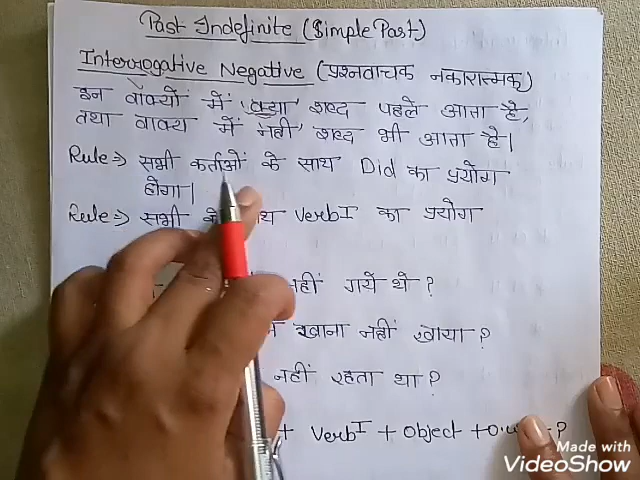 Past Indefinite (Simple Past)
Interrogative Negative (प्रश्नवाचक नकारात्मक)
इन वाक्यों में 'क्या' शब्द पहले आता है,
तथा वाक्य में नहीं' शब्द भी आता है।
Rule⇒ सभी कर्ताओं के साथ Did का प्रयोग
होगा।
Rule⇒ सभी के Verb I का प्रयोग
नहीं गये थे?
खाना नहीं खाया?
नहीं रहता था?
+ Verb I + Object + ?
Made with
VideoShow